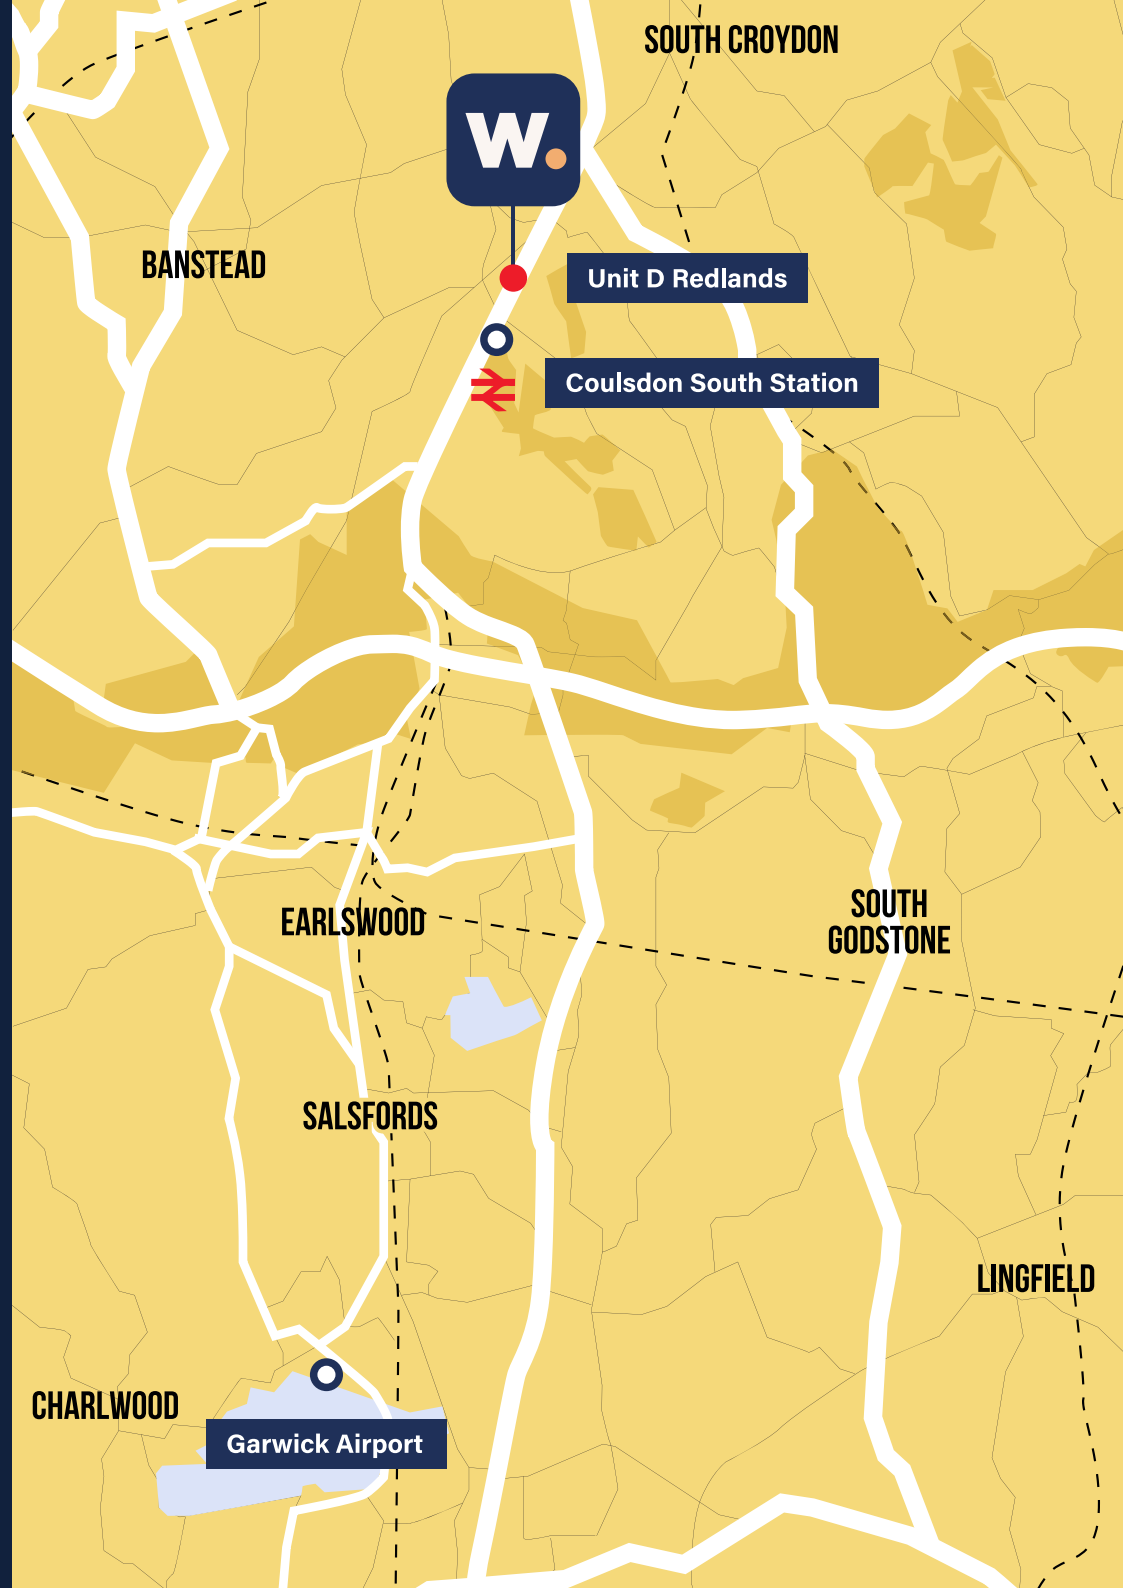 SOUTH CROYDON
W.
BANSTEAD
Unit D Redlands
Coulsdon South Station
SOUTH
GODSTONE
EARLSWOOD
SALSFORDS
LINGFIELD
CHARLWOOD
Garwick Airport